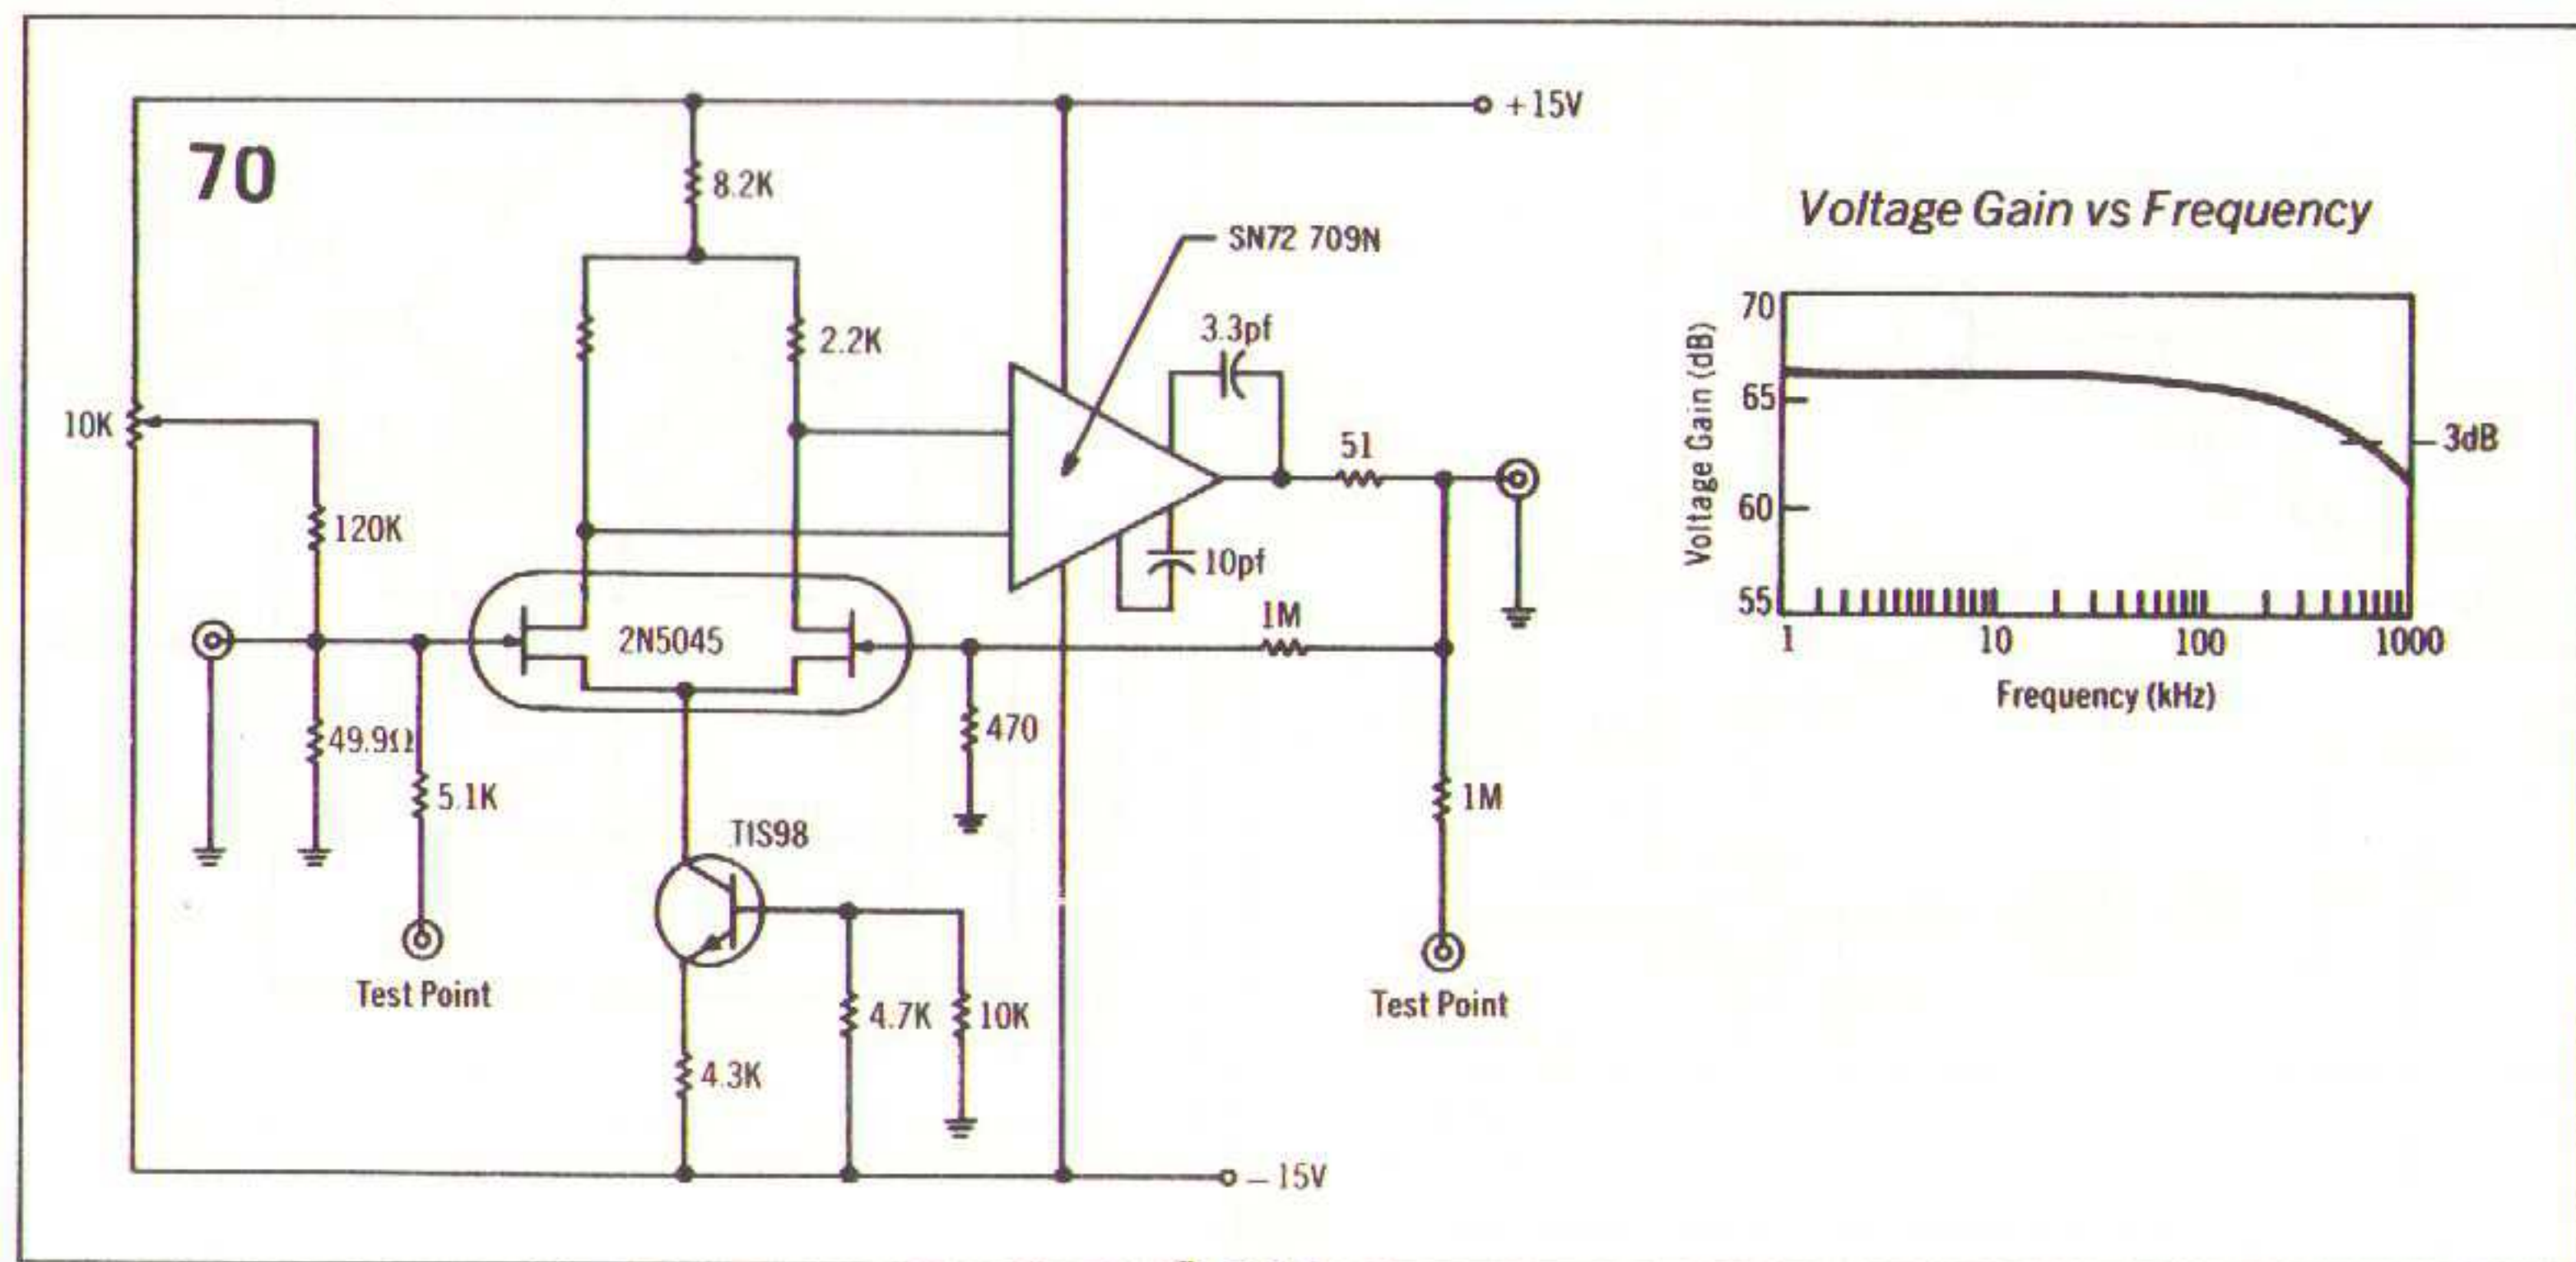 70
+15V
8.2K
SN72 709N
2.2K
3.3pf
10K
51
120K
10pf
1M
2N5045
49.9Ω
470
5.1K
1M
T1S98
Test Point
4.7K
10K
Test Point
4.3K
– 15V
Voltage Gain vs Frequency
Voltage Gain (dB)
70
65
3dB
60
55
1
10
100
1000
Frequency (kHz)